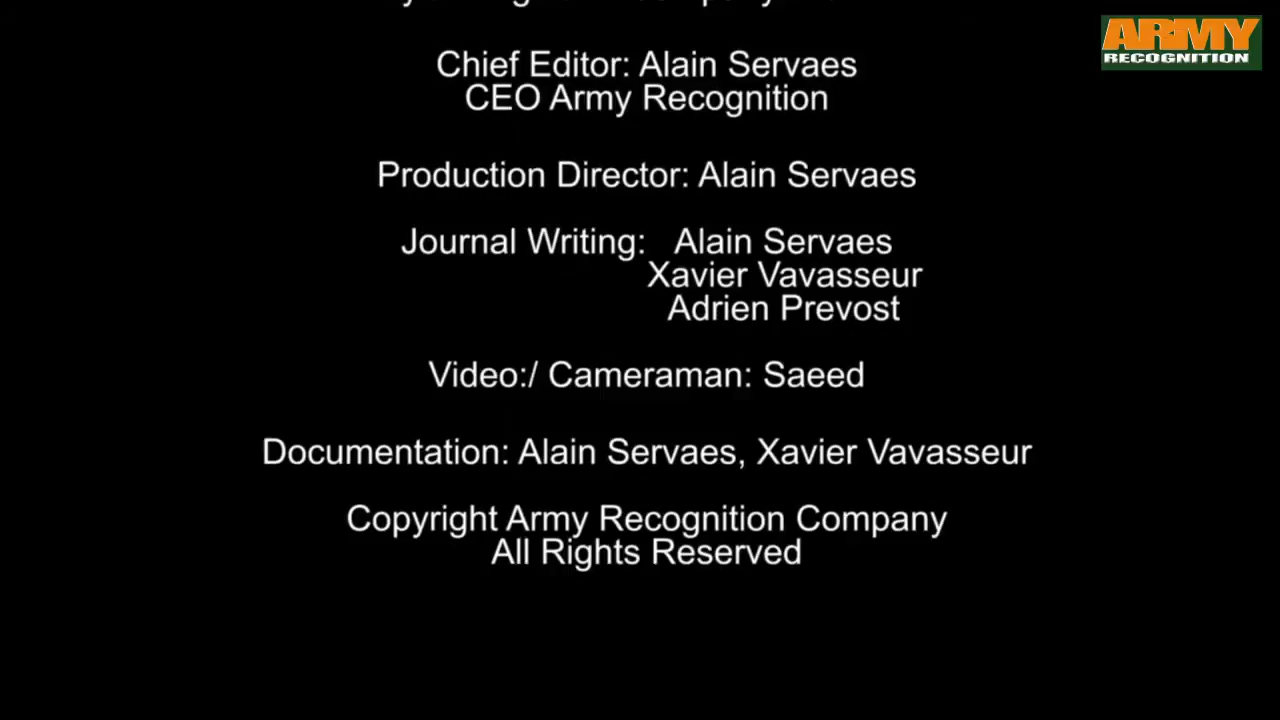 ARMY
RECOGNITION
Chief Editor: Alain Servaes
CEO Army Recognition
Production Director: Alain Servaes
Journal Writing: Alain Servaes
Xavier Vavasseur
Adrien Prevost
Video:/ Cameraman: Saeed
Documentation: Alain Servaes, Xavier Vavasseur
Copyright Army Recognition Company
All Rights Reserved